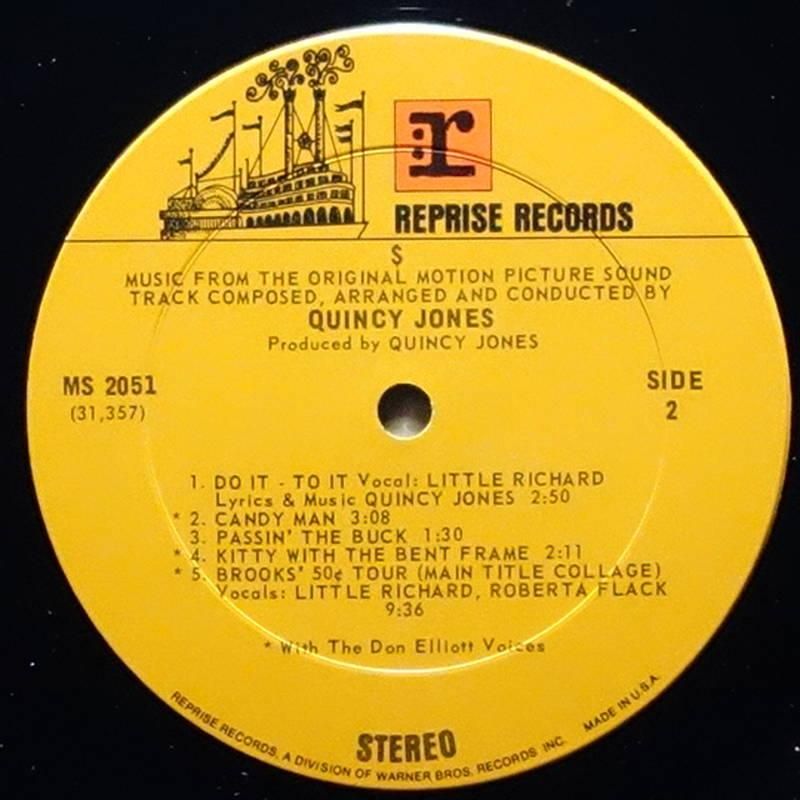 r
REPRISE RECORDS
$
MUSIC FROM THE ORIGINAL MOTION PICTURE SOUND
TRACK COMPOSED, ARRANGED AND CONDUCTED BY
QUINCY JONES
Produced by QUINCY JONES
MS 2051
(31,357)
SIDE
2
1. DO IT - TO IT Vocal: LITTLE RICHARD
Lyrics & Music QUINCY JONES 2:50
* 2. CANDY MAN 3:08
3. PASSIN' THE BUCK 1:30
* 4. KITTY WITH THE BENT FRAME 2:11
* 5. BROOKS' 50¢ TOUR (MAIN TITLE COLLAGE)
Vocals: LITTLE RICHARD, ROBERTA FLACK
9:36
* With The Don Elliott Voices
STEREO
REPRISE RECORDS, A DIVISION OF WARNER BROS. RECORDS INC. MADE IN U.S.A.